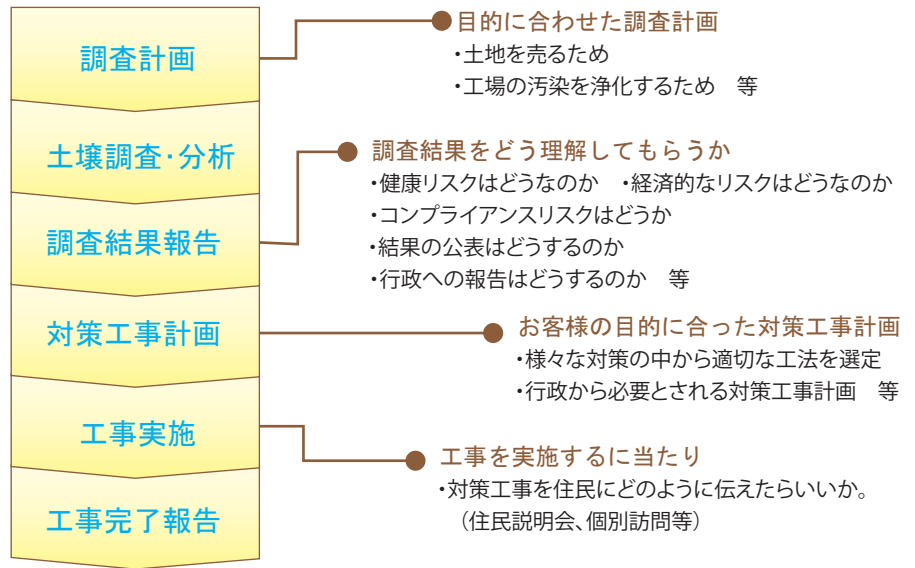 調査計画
目的に合わせた調査計画
・土地を売るため
・工場の汚染を浄化するため　等
土壌調査・分析
調査結果報告
調査結果をどう理解してもらうか
・健康リスクはどうなのか　・経済的なリスクはどうなのか
・コンプライアンスリスクはどうか
・結果の公表はどうするのか
・行政への報告はどうするのか　等
対策工事計画
お客様の目的に合った対策工事計画
・様々な対策の中から適切な工法を選定
・行政から必要とされる対策工事計画　等
工事実施
工事を実施するに当たり
・対策工事を住民にどのように伝えたらいいか。
（住民説明会、個別訪問等）
工事完了報告